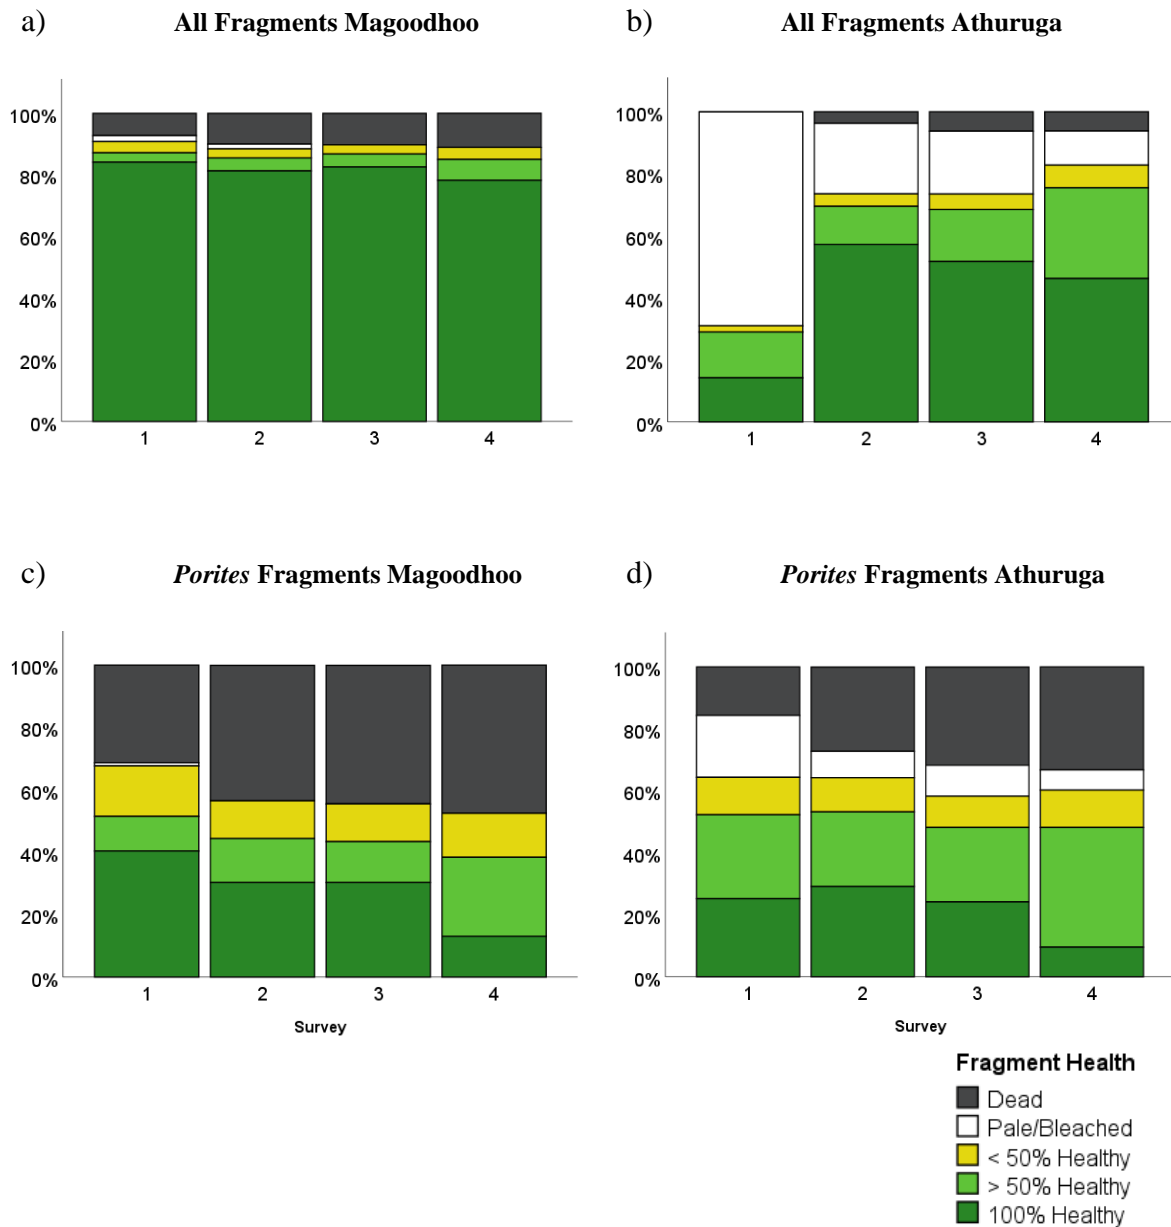 a) All Fragments Magoodhoo
100%
80%
60%
40%
20%
0%
1 2 3 4
b) All Fragments Athuruga
100%
80%
60%
40%
20%
0%
1 2 3 4
c) Porites Fragments Magoodhoo
100%
80%
60%
40%
20%
0%
1 2 3 4
Survey
d) Porites Fragments Athuruga
100%
80%
60%
40%
20%
0%
1 2 3 4
Survey
Fragment Health
Dead
Pale/Bleached
< 50% Healthy
> 50% Healthy
100% Healthy